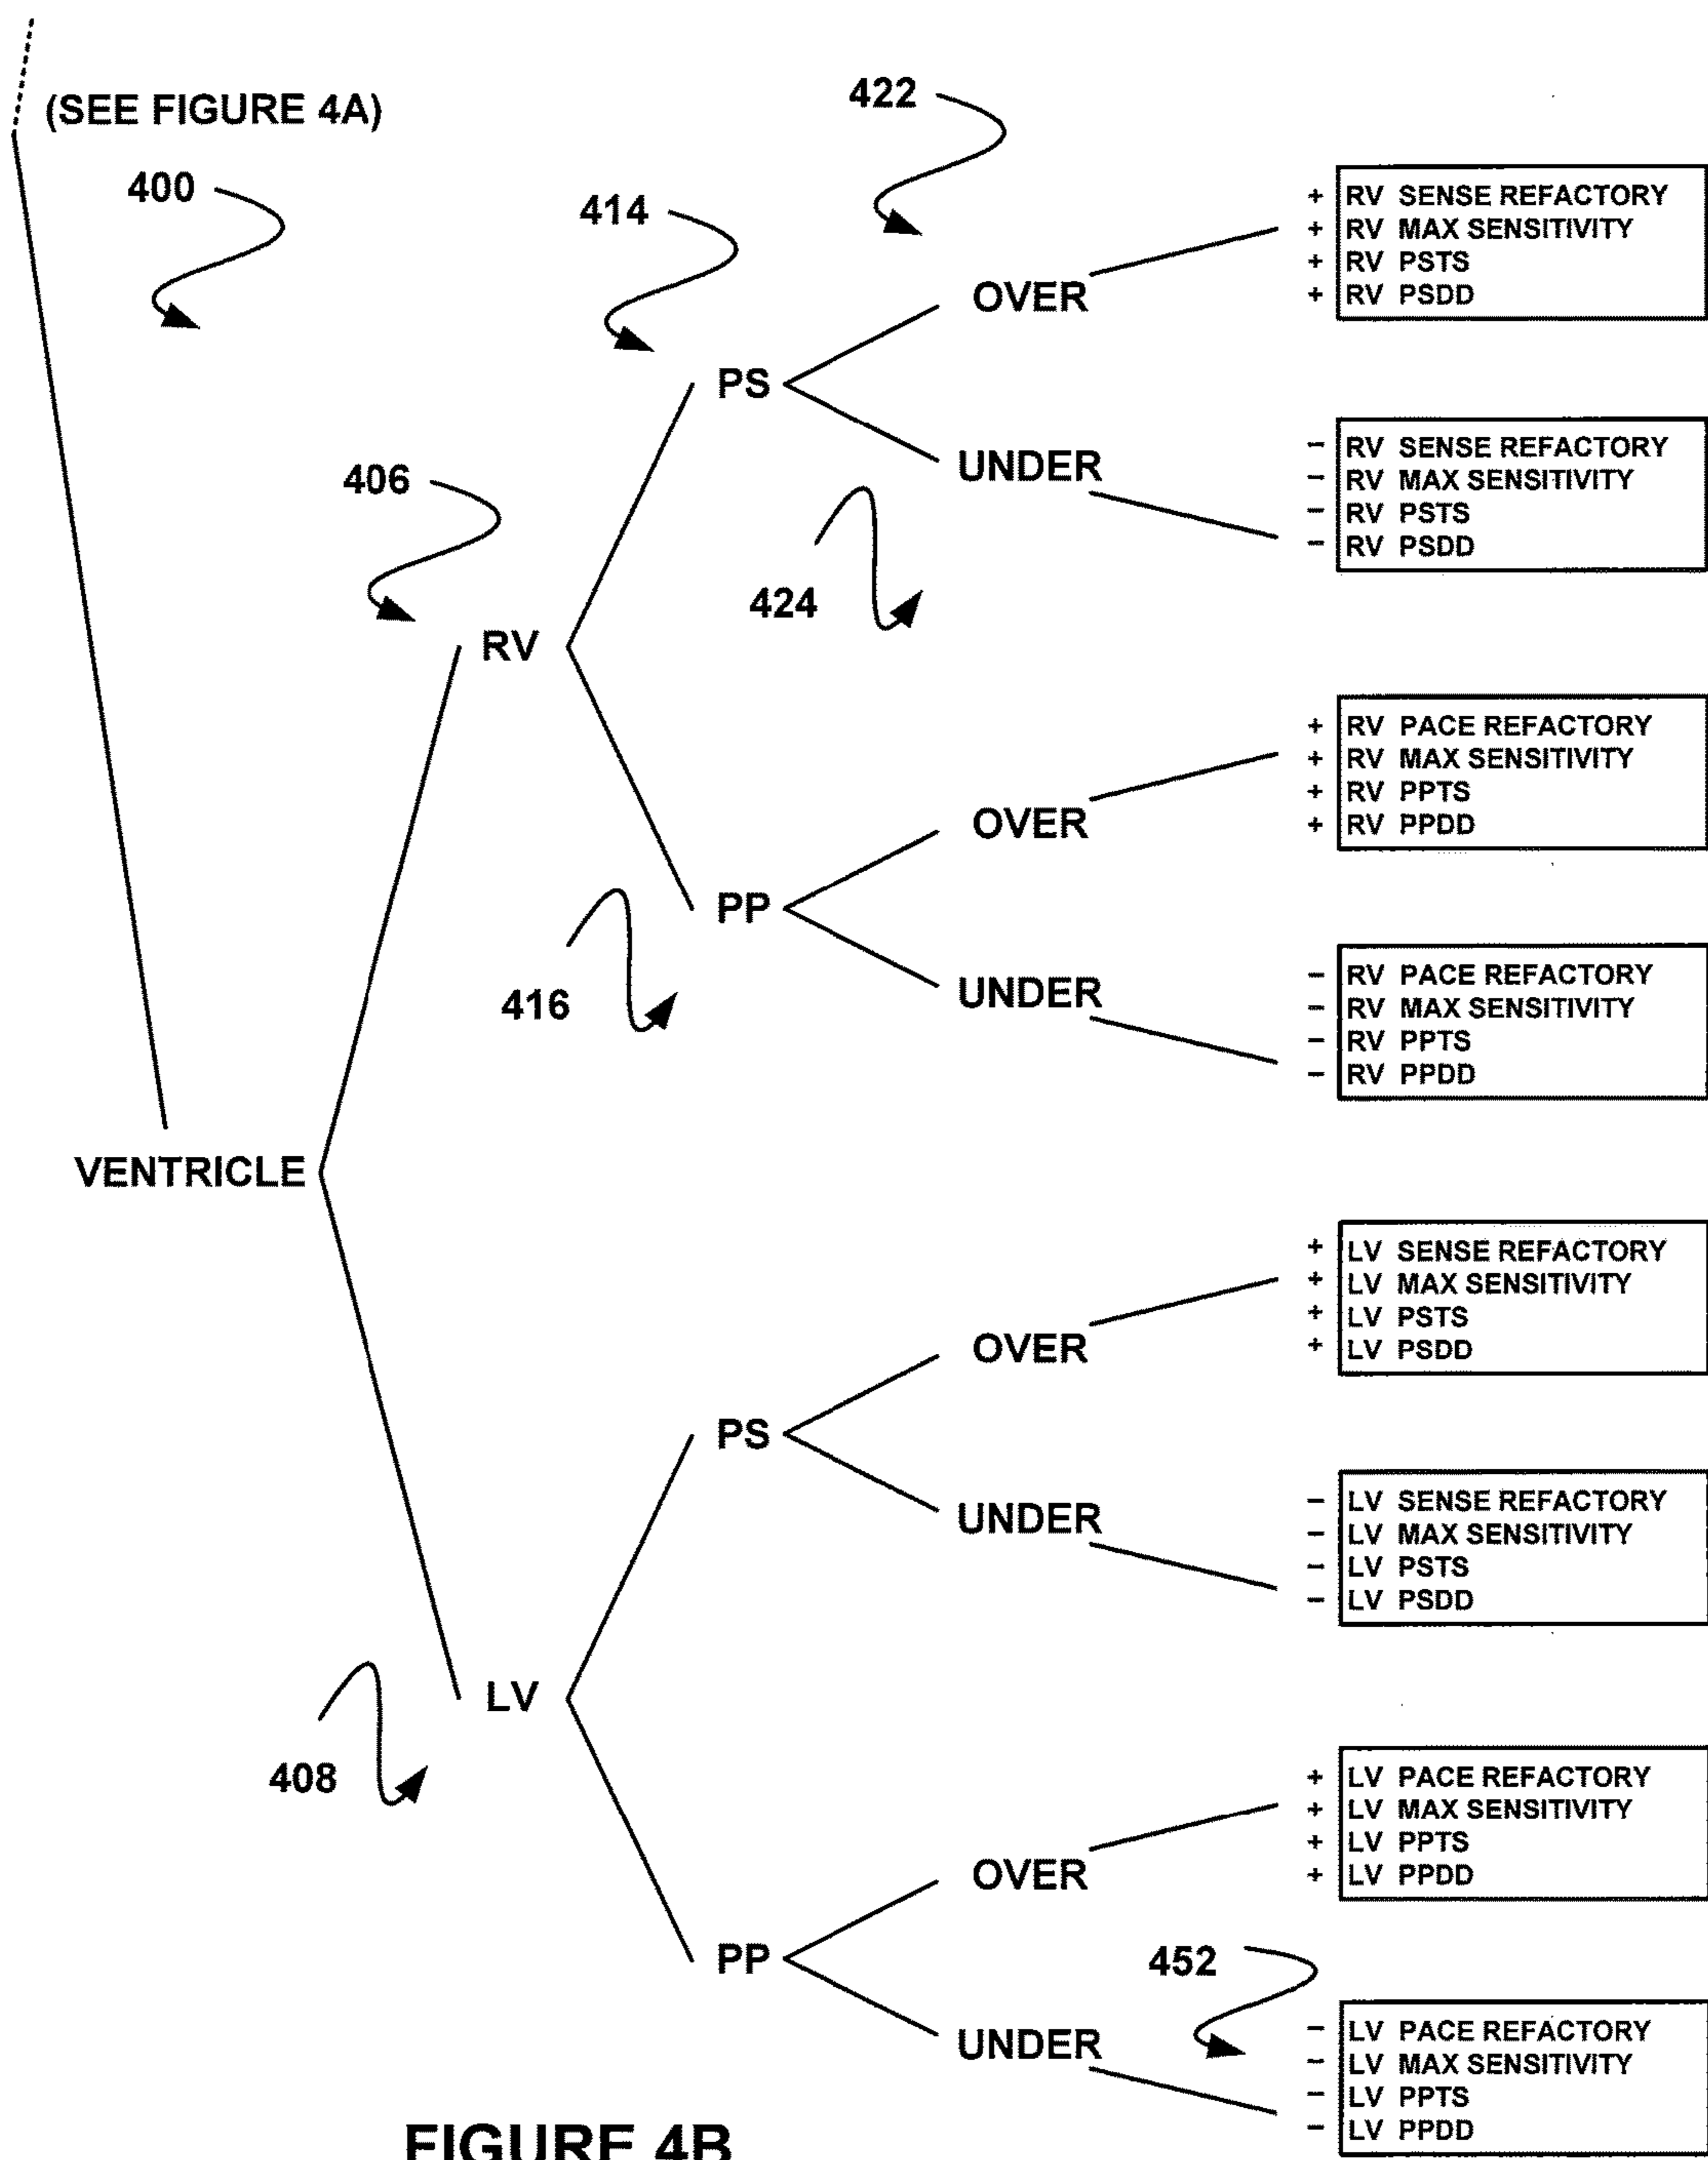 (SEE FIGURE 4A)
400
422
414
406
424
416
408
452
VENTRICLE
RV
PS
OVER
+ RV SENSE REFACTORY
+ RV MAX SENSITIVITY
+ RV PSTS
+ RV PSDD
UNDER
− RV SENSE REFACTORY
− RV MAX SENSITIVITY
− RV PSTS
− RV PSDD
PP
OVER
+ RV PACE REFACTORY
+ RV MAX SENSITIVITY
+ RV PPTS
+ RV PPDD
UNDER
− RV PACE REFACTORY
− RV MAX SENSITIVITY
− RV PPTS
− RV PPDD
LV
PS
OVER
+ LV SENSE REFACTORY
+ LV MAX SENSITIVITY
+ LV PSTS
+ LV PSDD
UNDER
− LV SENSE REFACTORY
− LV MAX SENSITIVITY
− LV PSTS
− LV PSDD
PP
OVER
+ LV PACE REFACTORY
+ LV MAX SENSITIVITY
+ LV PPTS
+ LV PPDD
UNDER
− LV PACE REFACTORY
− LV MAX SENSITIVITY
− LV PPTS
− LV PPDD
FIGURE 4B